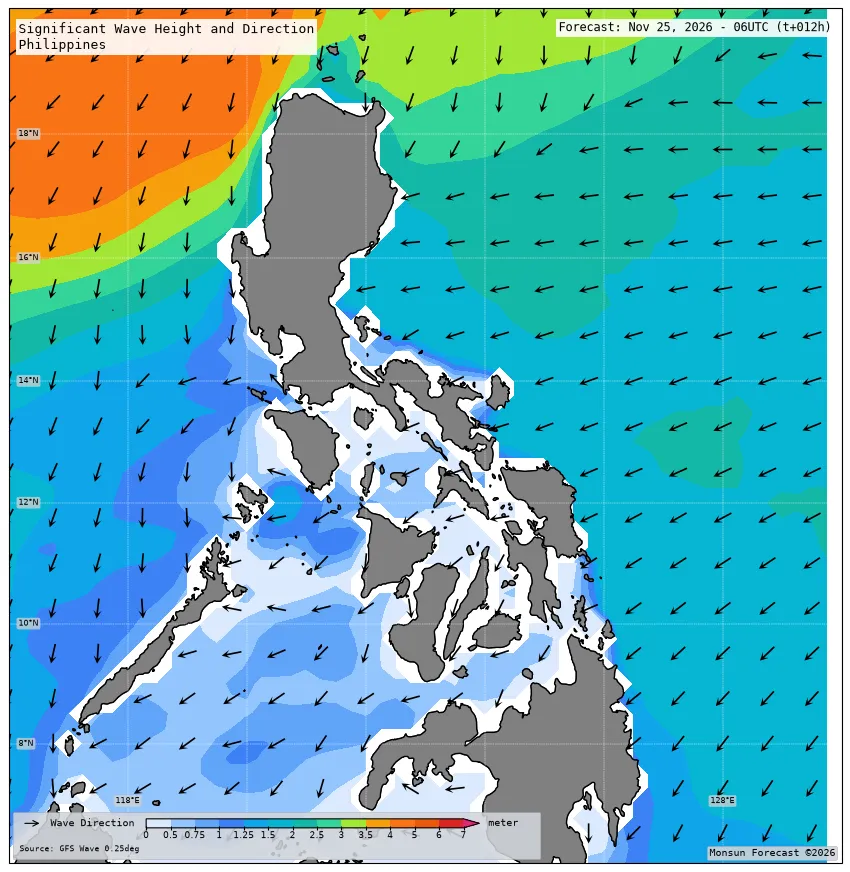 Significant Wave Height and Direction
Philippines
Forecast: Nov 25, 2026 - 06UTC (t+012h)
18°N
16°N
14°N
12°N
10°N
8°N
118°E
128°E
Wave Direction
meter
0 0.5 0.75 1 1.25 1.5 2 2.5 3 3.5 4 5 6 7
Source: GFS Wave 0.25deg
Monsun Forecast ©2026